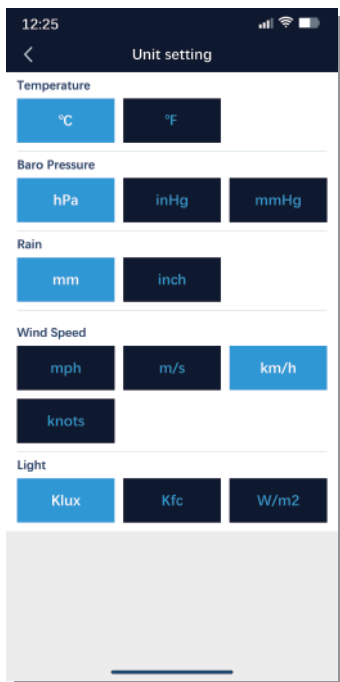 12:25
Unit setting
Temperature
°C °F
Baro Pressure
hPa inHg mmHg
Rain
mm inch
Wind Speed
mph m/s km/h
knots
Light
Klux Kfc W/m2